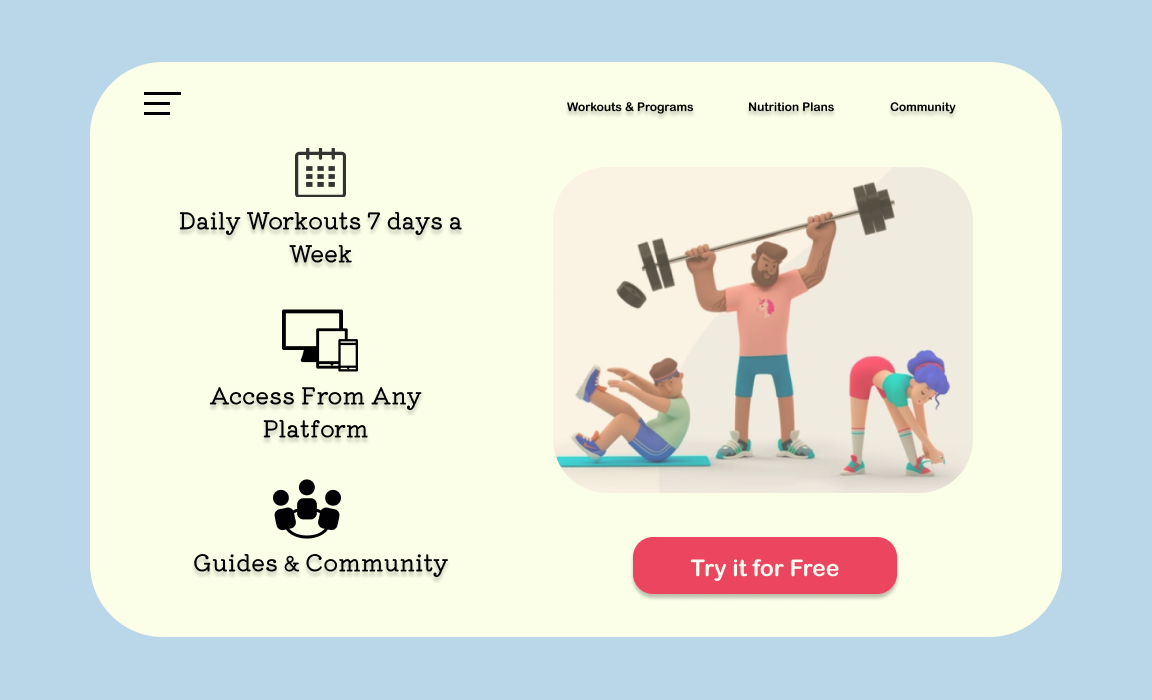 Workouts & Programs
Nutrition Plans
Community
Daily Workouts 7 days a
Week
Access From Any
Platform
Guides & Community
Try it for Free